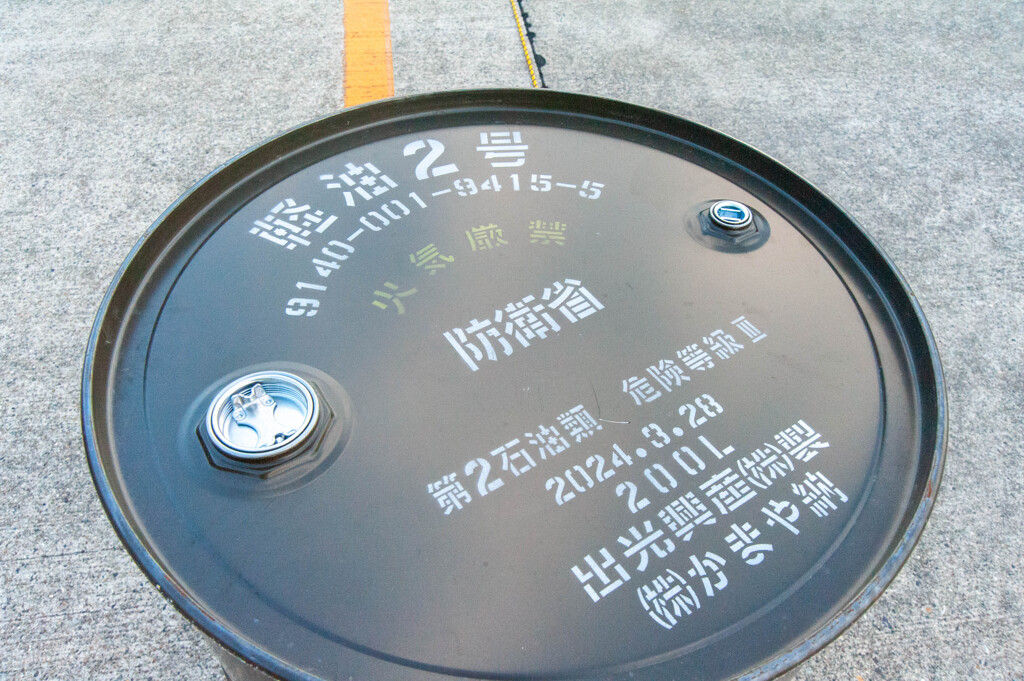 軽油2号
9140-001-9415-5
火気厳禁
防衛省
第2石油類 危険等級Ⅲ
2024.3.28
200L
出光興産(株)製
(株)かまや納